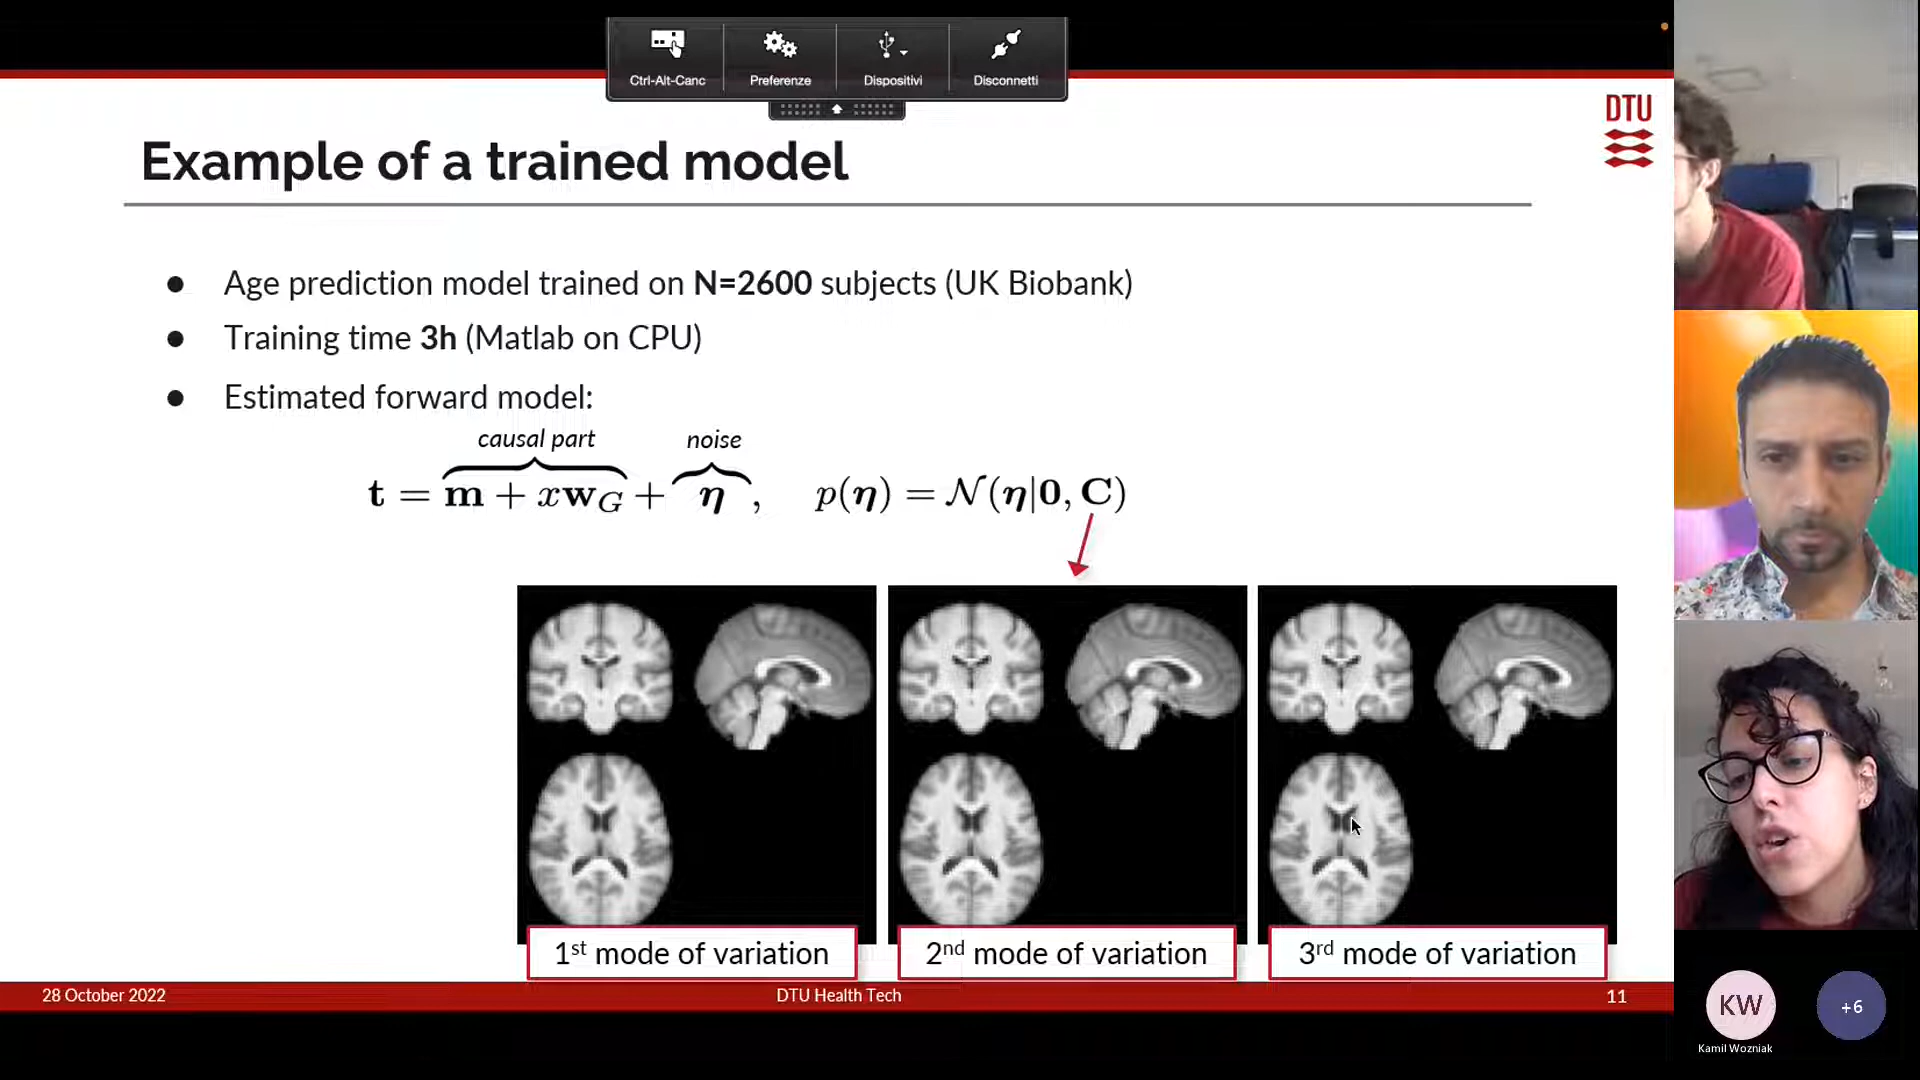 Ctrl-Alt-Canc Preferenze Dispositivi Disconnetti
DTU
Example of a trained model
● Age prediction model trained on N=2600 subjects (UK Biobank)
● Training time 3h (Matlab on CPU)
● Estimated forward model:
causal part noise
t = m + xw_G + η, p(η) = 𝒩(η|0, C)
1st mode of variation
2nd mode of variation
3rd mode of variation
28 October 2022 DTU Health Tech 11
KW +6
Kamil Wozniak